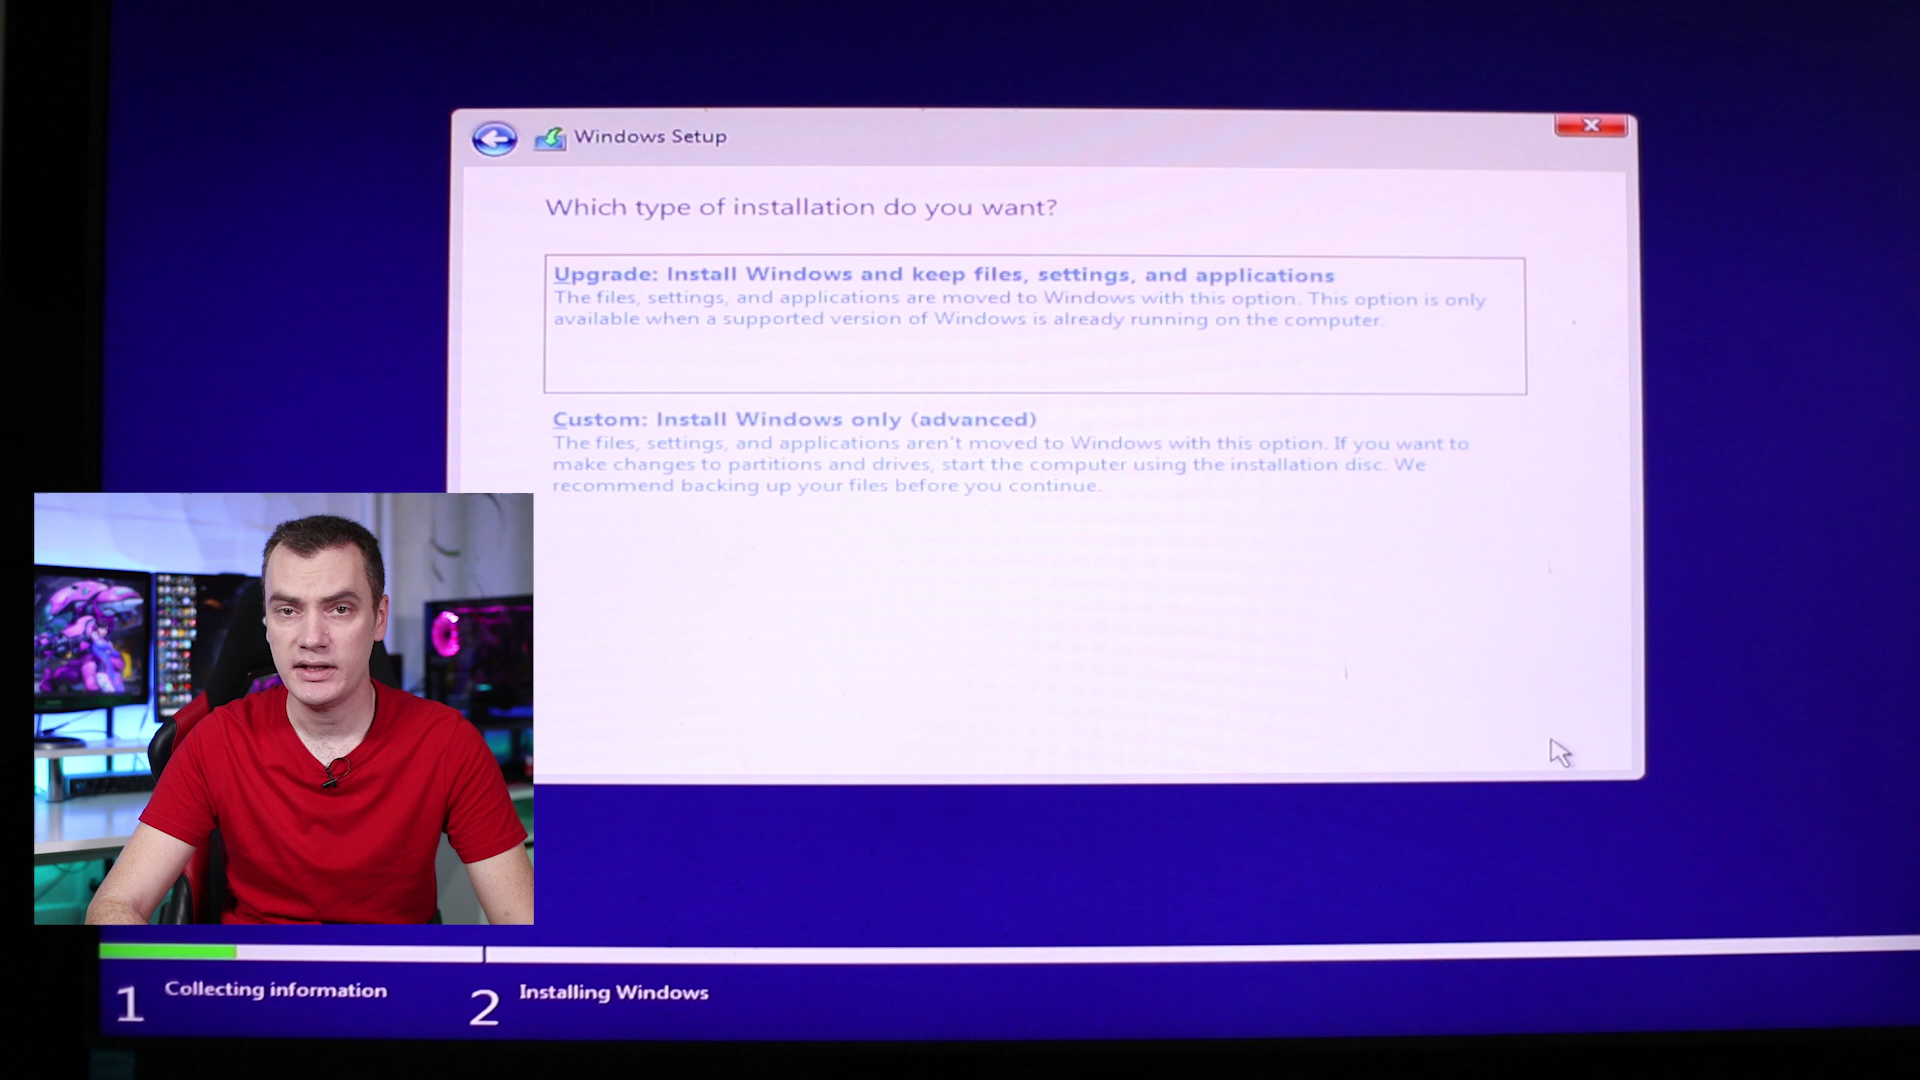 Windows Setup
Which type of installation do you want?
Upgrade: Install Windows and keep files, settings, and applications
The files, settings, and applications are moved to Windows with this option. This option is only
available when a supported version of Windows is already running on the computer.
Custom: Install Windows only (advanced)
The files, settings, and applications aren't moved to Windows with this option. If you want to
make changes to partitions and drives, start the computer using the installation disc. We
recommend backing up your files before you continue.
1 Collecting information
2 Installing Windows